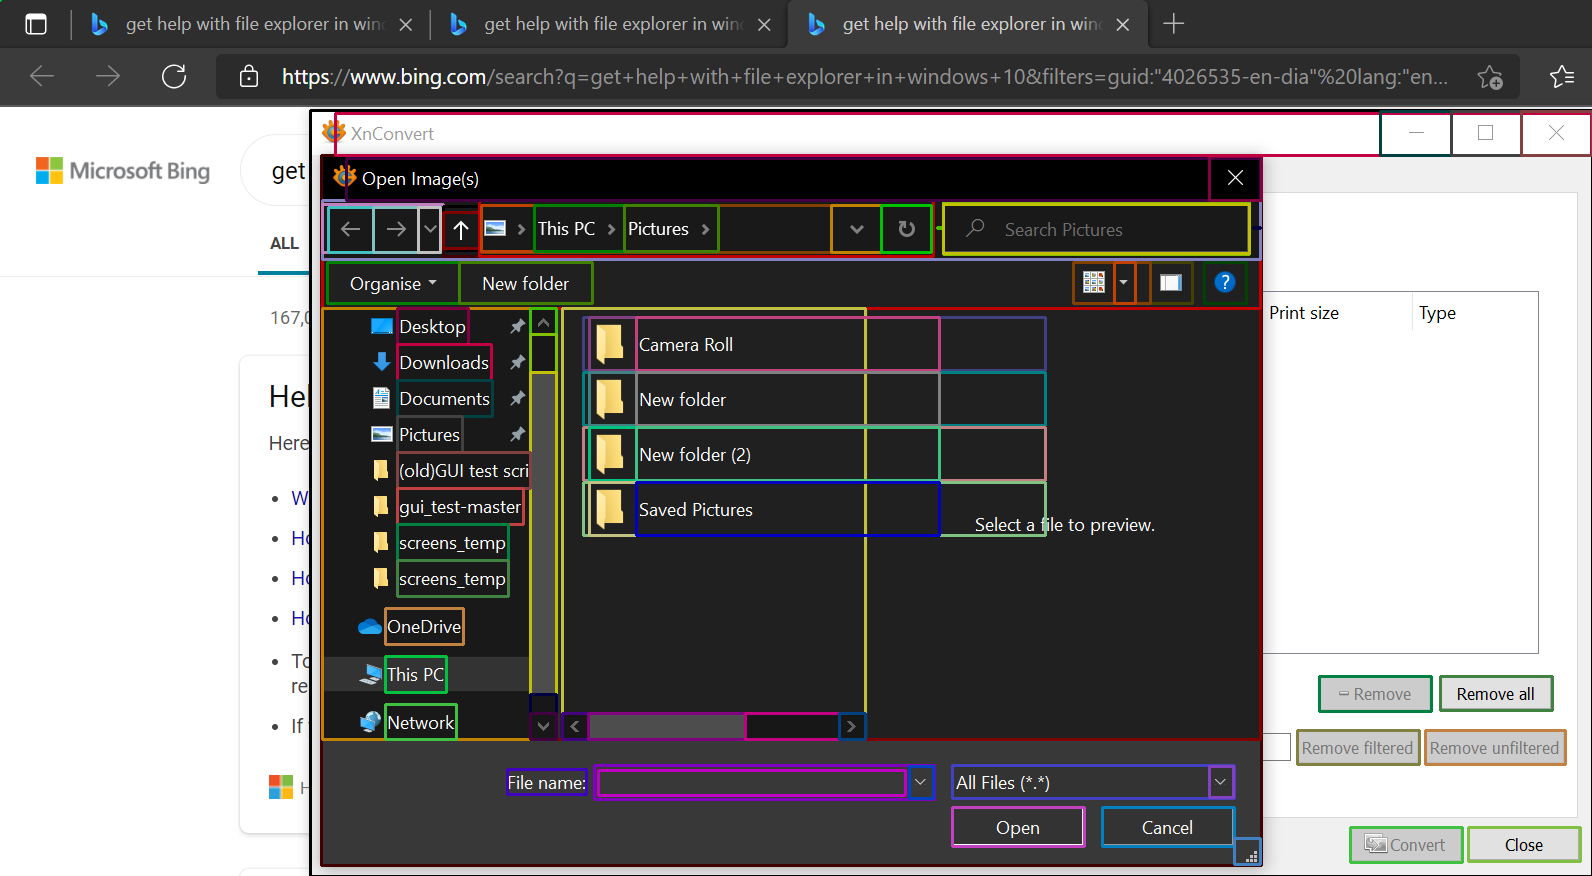 get help with file explorer in win
get help with file explorer in win
get help with file explorer in win
https://www.bing.com/search?q=get+help+with+file+explorer+in+windows+10&filters=guid:"4026535-en-dia"%20lang:"en...
XnConvert
Microsoft Bing
get
Open Image(s)
This PC
Pictures
Search Pictures
ALL
Organise
New folder
?
167,0
Desktop
Downloads
Documents
Pictures
(old)GUI test scri
gui_test-master
screens_temp
screens_temp
OneDrive
This PC
Network
Camera Roll
New folder
New folder (2)
Saved Pictures
Select a file to preview.
Print size
Type
Hel
Here
W
Ho
Ho
Ho
To
re
If
H
Remove
Remove all
Remove filtered
Remove unfiltered
File name:
All Files (*.*)
Open
Cancel
Convert
Close